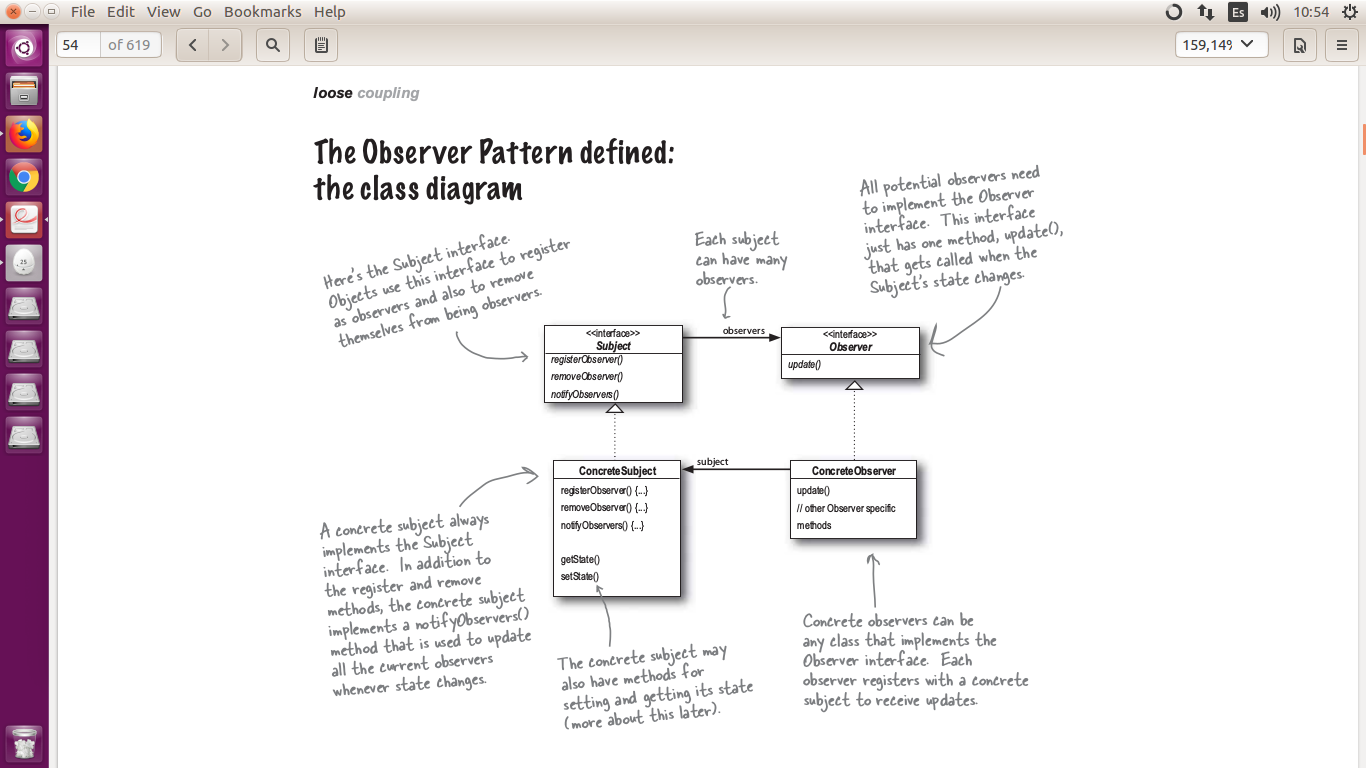 File Edit View Go Bookmarks Help
Es 10:54
54 of 619
159,14%
loose coupling
The Observer Pattern defined:
the class diagram
Here's the Subject interface.
Objects use this interface to register
as observers and also to remove
themselves from being observers.
Each subject
can have many
observers.
All potential observers need
to implement the Observer
interface. This interface
just has one method, update(),
that gets called when the
Subject's state changes.
<<interface>>
Subject
registerObserver()
removeObserver()
notifyObservers()
observers
<<interface>>
Observer
update()
ConcreteSubject
registerObserver() {...}
removeObserver() {...}
notifyObservers() {...}
getState()
setState()
subject
ConcreteObserver
update()
// other Observer specific
methods
A concrete subject always
implements the Subject
interface. In addition to
the register and remove
methods, the concrete subject
implements a notifyObservers()
method that is used to update
all the current observers
whenever state changes.
The concrete subject may
also have methods for
setting and getting its state
(more about this later).
Concrete observers can be
any class that implements the
Observer interface. Each
observer registers with a concrete
subject to receive updates.